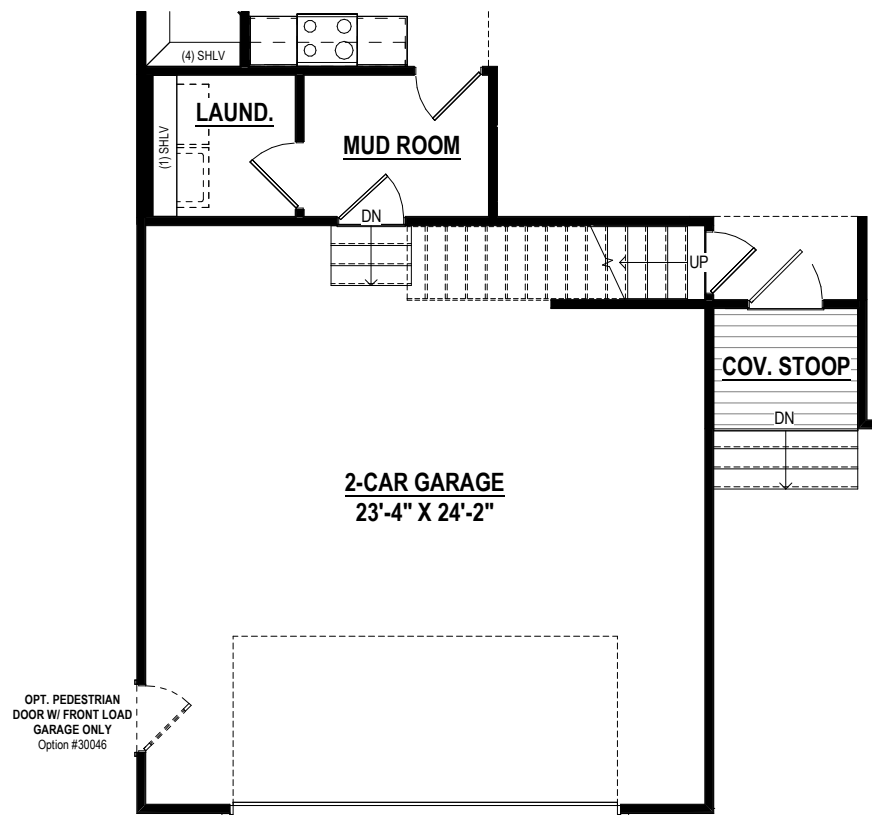 (4) SHLV
LAUND.
(1) SHLV
MUD ROOM
DN
UP
COV. STOOP
DN
2-CAR GARAGE
23'-4" X 24'-2"
OPT. PEDESTRIAN
DOOR W/ FRONT LOAD
GARAGE ONLY
Option #30046